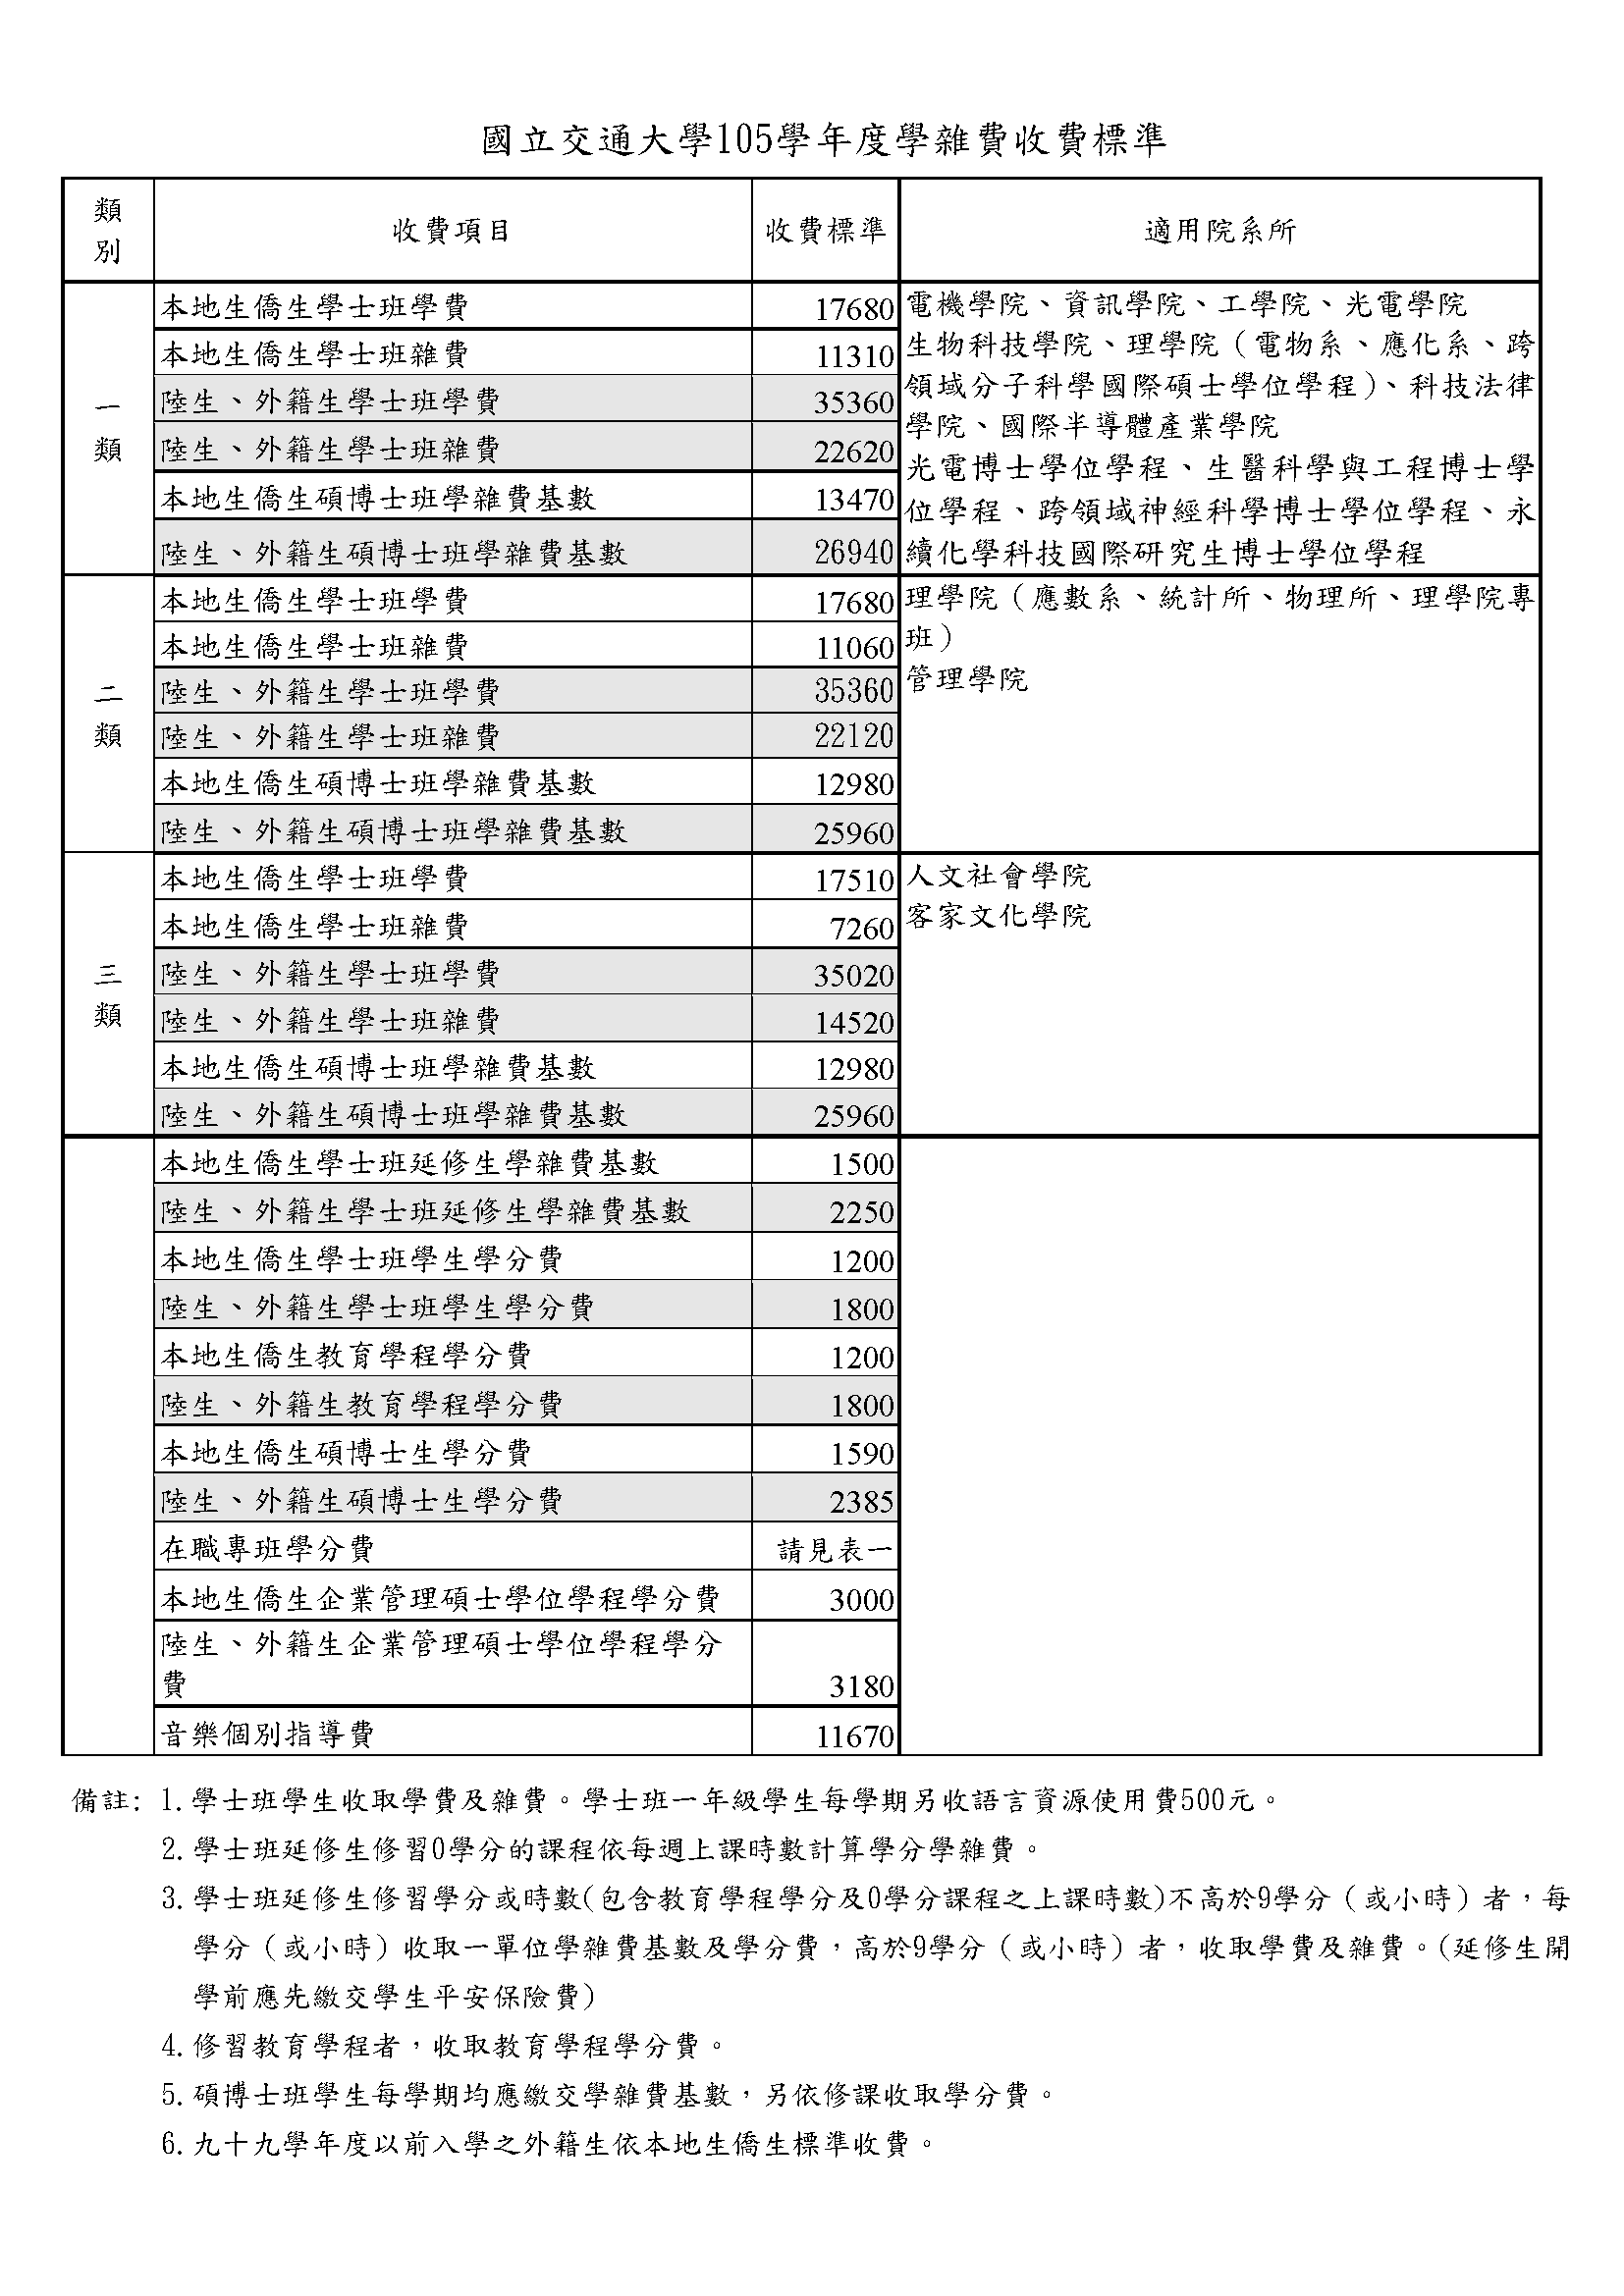 國立交通大學105學年度學雜費收費標準
類別 收費項目 收費標準 適用院系所
一類
本地生僑生學士班學費 17680
本地生僑生學士班雜費 11310
陸生、外籍生學士班學費 35360
陸生、外籍生學士班雜費 22620
本地生僑生碩博士班學雜費基數 13470
陸生、外籍生碩博士班學雜費基數 26940
電機學院、資訊學院、工學院、光電學院
生物科技學院、理學院（電物系、應化系、跨
領域分子科學國際碩士學位學程)、科技法律
學院、國際半導體產業學院
光電博士學位學程、生醫科學與工程博士學
位學程、跨領域神經科學博士學位學程、永
續化學科技國際研究生博士學位學程
二類
本地生僑生學士班學費 17680
本地生僑生學士班雜費 11060
陸生、外籍生學士班學費 35360
陸生、外籍生學士班雜費 22120
本地生僑生碩博士班學雜費基數 12980
陸生、外籍生碩博士班學雜費基數 25960
理學院（應數系、統計所、物理所、理學院專
班）
管理學院
三類
本地生僑生學士班學費 17510
本地生僑生學士班雜費 7260
陸生、外籍生學士班學費 35020
陸生、外籍生學士班雜費 14520
本地生僑生碩博士班學雜費基數 12980
陸生、外籍生碩博士班學雜費基數 25960
人文社會學院
客家文化學院
本地生僑生學士班延修生學雜費基數 1500
陸生、外籍生學士班延修生學雜費基數 2250
本地生僑生學士班學生學分費 1200
陸生、外籍生學士班學生學分費 1800
本地生僑生教育學程學分費 1200
陸生、外籍生教育學程學分費 1800
本地生僑生碩博士生學分費 1590
陸生、外籍生碩博士生學分費 2385
在職專班學分費 請見表一
本地生僑生企業管理碩士學位學程學分費 3000
陸生、外籍生企業管理碩士學位學程學分
費 3180
音樂個別指導費 11670
備註: 1.學士班學生收取學費及雜費。學士班一年級學生每學期另收語言資源使用費500元。
2.學士班延修生修習0學分的課程依每週上課時數計算學分學雜費。
3.學士班延修生修習學分或時數(包含教育學程學分及0學分課程之上課時數)不高於9學分（或小時）者，每
學分（或小時）收取一單位學雜費基數及學分費，高於9學分（或小時）者，收取學費及雜費。(延修生開
學前應先繳交學生平安保險費)
4.修習教育學程者，收取教育學程學分費。
5.碩博士班學生每學期均應繳交學雜費基數，另依修課收取學分費。
6.九十九學年度以前入學之外籍生依本地生僑生標準收費。